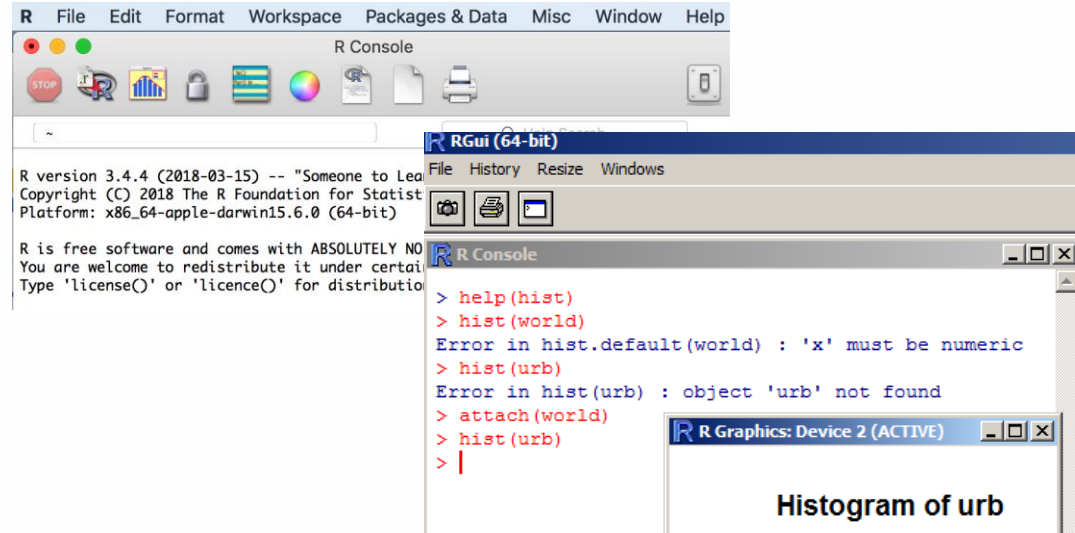 R File Edit Format Workspace Packages & Data Misc Window Help
R Console
STOP
R
~
R version 3.4.4 (2018-03-15) -- "Someone to Lea
Copyright (C) 2018 The R Foundation for Statist
Platform: x86_64-apple-darwin15.6.0 (64-bit)
R is free software and comes with ABSOLUTELY NO
You are welcome to redistribute it under certai
Type 'license()' or 'licence()' for distributio
RGui (64-bit)
File History Resize Windows
R Console
> help(hist)
> hist(world)
Error in hist.default(world) : 'x' must be numeric
> hist(urb)
Error in hist(urb) : object 'urb' not found
> attach(world)
> hist(urb)
>
R Graphics: Device 2 (ACTIVE)
Histogram of urb